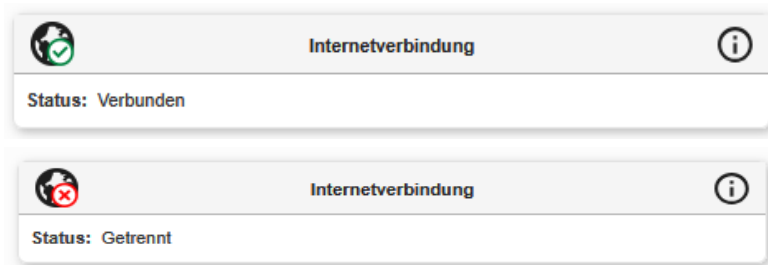 Internetverbindung
Status: Verbunden
Internetverbindung
Status: Getrennt